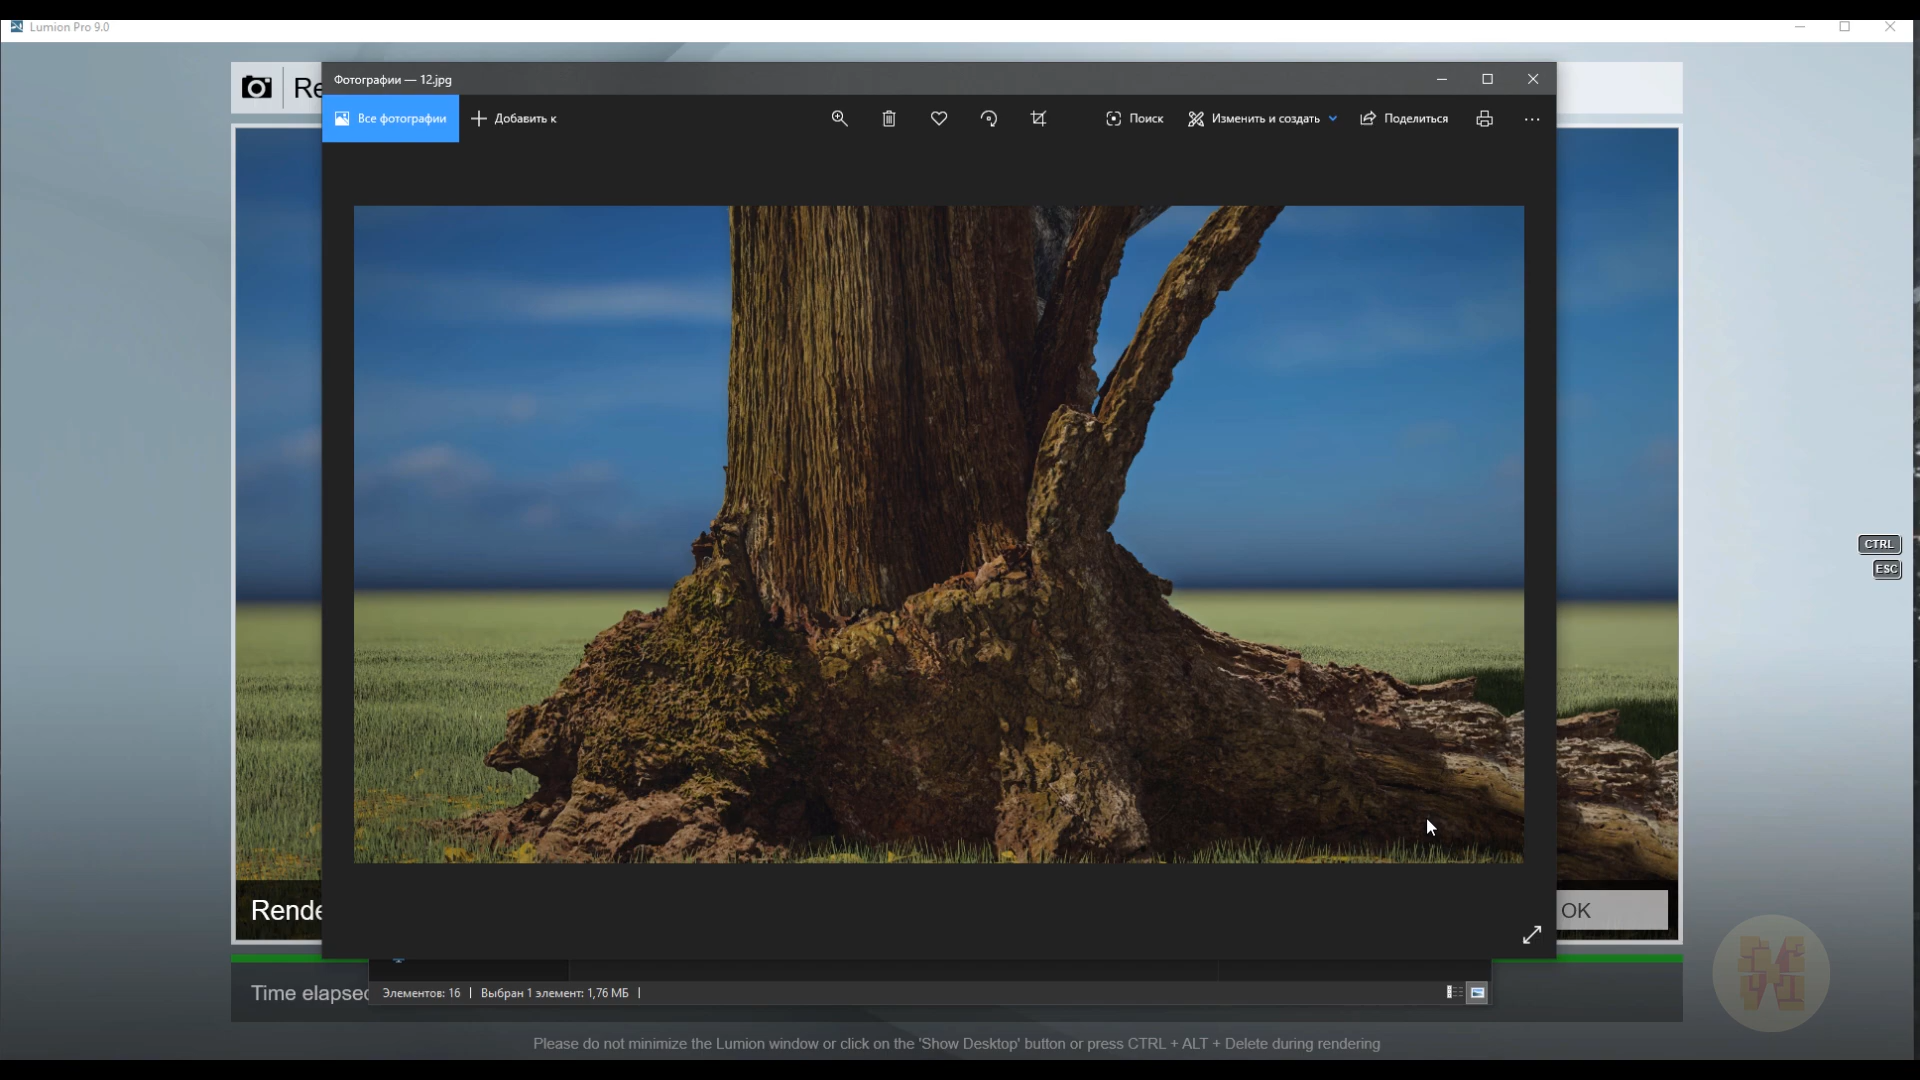 Lumion Pro 9.0
Re
Фотографии — 12.jpg
Все фотографии
Добавить к
Поиск
Изменить и создать
Поделиться
CTRL
ESC
Rende
OK
Time elapsed
Элементов: 16 | Выбран 1 элемент: 1,76 МБ |
Please do not minimize the Lumion window or click on the 'Show Desktop' button or press CTRL + ALT + Delete during rendering